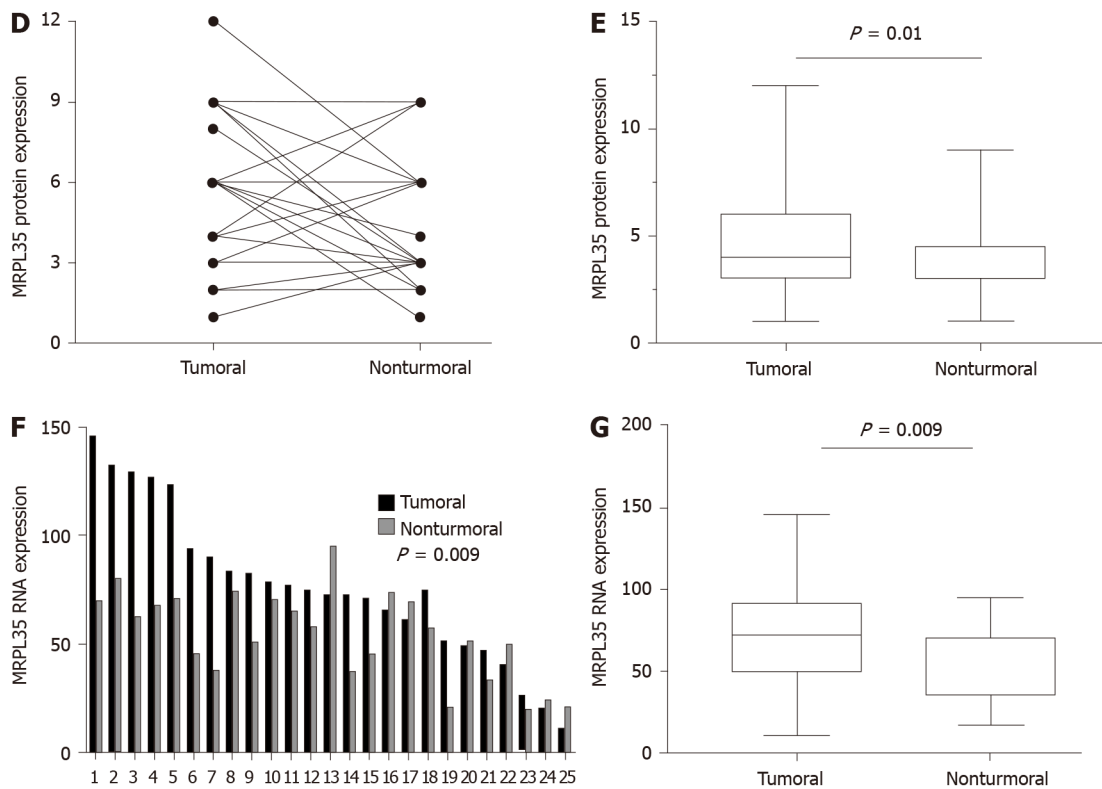 D
MRPL35 protein expression
12
9
6
3
0
Tumoral
Nonturmoral
E
MRPL35 protein expression
15
10
5
0
P = 0.01
Tumoral
Nonturmoral
F
MRPL35 RNA expression
150
100
50
0
Tumoral
Nonturmoral
P = 0.009
1 2 3 4 5 6 7 8 9 10 11 12 13 14 15 16 17 18 19 20 21 22 23 24 25
G
MRPL35 RNA expression
200
150
100
50
0
P = 0.009
Tumoral
Nonturmoral